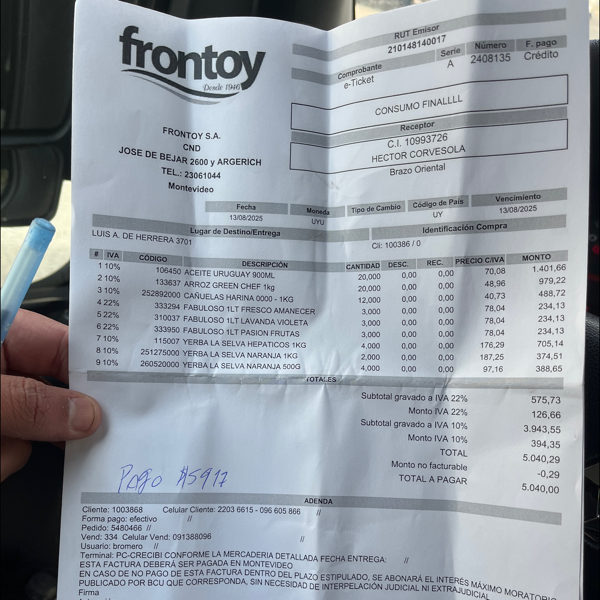 frontoy
Desde 1946
FRONTOY S.A.
CND
JOSE DE BEJAR 2600 y ARGERICH
TEL.: 23061044
Montevideo
RUT Emisor
210148140017
Comprobante Serie Número F. pago
e-Ticket A 2408135 Crédito
CONSUMO FINALLLL
Receptor
C.I. 10993726
HECTOR CORVESOLA
Brazo Oriental
Fecha Moneda Tipo de Cambio Código de País Vencimiento
13/08/2025 UYU UY 13/08/2025
Lugar de Destino/Entrega Identificación Compra
LUIS A. DE HERRERA 3701 Cli: 100386 / 0
# IVA CÓDIGO DESCRIPCIÓN CANTIDAD DESC. REC. PRECIO C/IVA MONTO
1 10% 106450 ACEITE URUGUAY 900ML 20,000 0,00 0,00 70,08 1.401,66
2 10% 133637 ARROZ GREEN CHEF 1kg 20,000 0,00 0,00 48,96 979,22
3 10% 252892000 CAÑUELAS HARINA 0000 - 1KG 12,000 0,00 0,00 40,73 488,72
4 22% 333294 FABULOSO 1LT FRESCO AMANECER 3,000 0,00 0,00 78,04 234,13
5 22% 310037 FABULOSO 1LT LAVANDA VIOLETA 3,000 0,00 0,00 78,04 234,13
6 22% 333950 FABULOSO 1LT PASION FRUTAS 3,000 0,00 0,00 78,04 234,13
7 10% 115007 YERBA LA SELVA HEPATICOS 1KG 4,000 0,00 0,00 176,29 705,14
8 10% 251275000 YERBA LA SELVA NARANJA 1KG 2,000 0,00 0,00 187,25 374,51
9 10% 260520000 YERBA LA SELVA NARANJA 500G 4,000 0,00 0,00 97,16 388,65
TOTALES
Subtotal gravado a IVA 22% 575,73
Monto IVA 22% 126,66
Subtotal gravado a IVA 10% 3.943,55
Monto IVA 10% 394,35
TOTAL 5.040,29
Monto no facturable -0,29
TOTAL A PAGAR 5.040,00
Pago $5917
ADENDA
Cliente: 1003868 Celular Cliente: 2203 6615 - 096 605 866 //
Forma pago: efectivo //
Pedido: 5480466 //
Vend: 334 Celular Vend: 091388096 //
Usuario: bromero //
Terminal: PC-CRECIBI CONFORME LA MERCADERIA DETALLADA FECHA ENTREGA: //
ESTA FACTURA DEBERÁ SER PAGADA EN MONTEVIDEO
EN CASO DE NO PAGO DE ESTA FACTURA DENTRO DEL PLAZO ESTIPULADO, SE ABONARÁ EL INTERÉS MÁXIMO MORATORIO
PUBLICADO POR BCU QUE CORRESPONDA, SIN NECESIDAD DE INTERPELACIÓN JUDICIAL NI EXTRAJUDICIAL
Firma